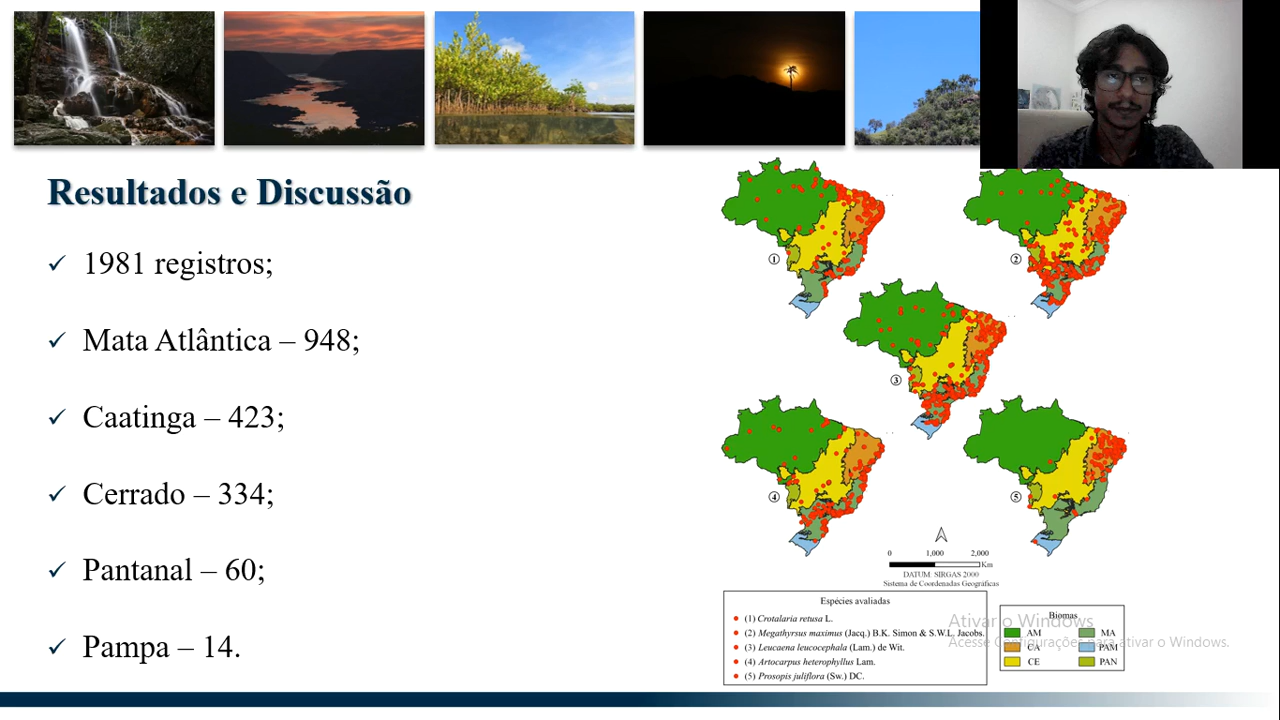 Resultados e Discussão
✓ 1981 registros;
✓ Mata Atlântica – 948;
✓ Caatinga – 423;
✓ Cerrado – 334;
✓ Pantanal – 60;
✓ Pampa – 14.
①
②
③
④
⑤
0 1,000 2,000
Km
DATUM: SIRGAS 2000
Sistema de Coordenadas Geográficas
Espécies avaliadas
(1) Crotalaria retusa L.
(2) Megathyrsus maximus (Jacq.) B.K. Simon & S.W.L. Jacobs.
(3) Leucaena leucocephala (Lam.) de Wit.
(4) Artocarpus heterophyllus Lam.
(5) Prosopis juliflora (Sw.) DC.
Biomas
AM MA
CA PAM
CE PAN
Ativar o Windows
Acesse Configurações para ativar o Windows.